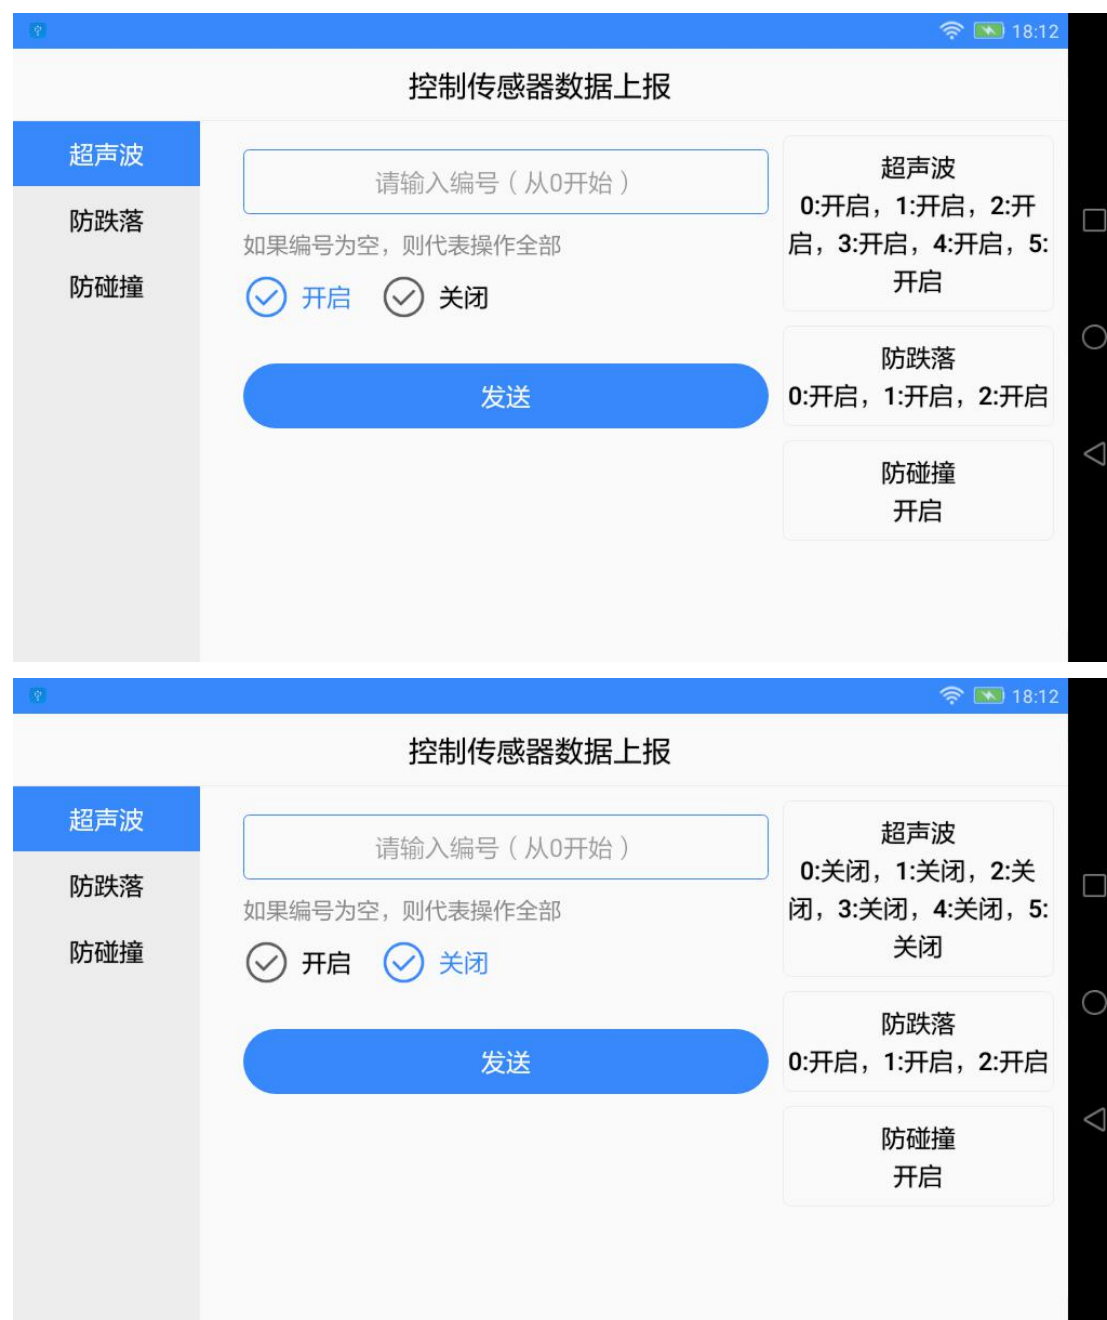 18:12
控制传感器数据上报
超声波
防跌落
防碰撞
请输入编号（从0开始）
如果编号为空，则代表操作全部
开启 关闭
发送
超声波
0:开启，1:开启，2:开
启，3:开启，4:开启，5:
开启
防跌落
0:开启，1:开启，2:开启
防碰撞
开启
18:12
控制传感器数据上报
超声波
防跌落
防碰撞
请输入编号（从0开始）
如果编号为空，则代表操作全部
开启 关闭
发送
超声波
0:关闭，1:关闭，2:关
闭，3:关闭，4:关闭，5:
关闭
防跌落
0:开启，1:开启，2:开启
防碰撞
开启